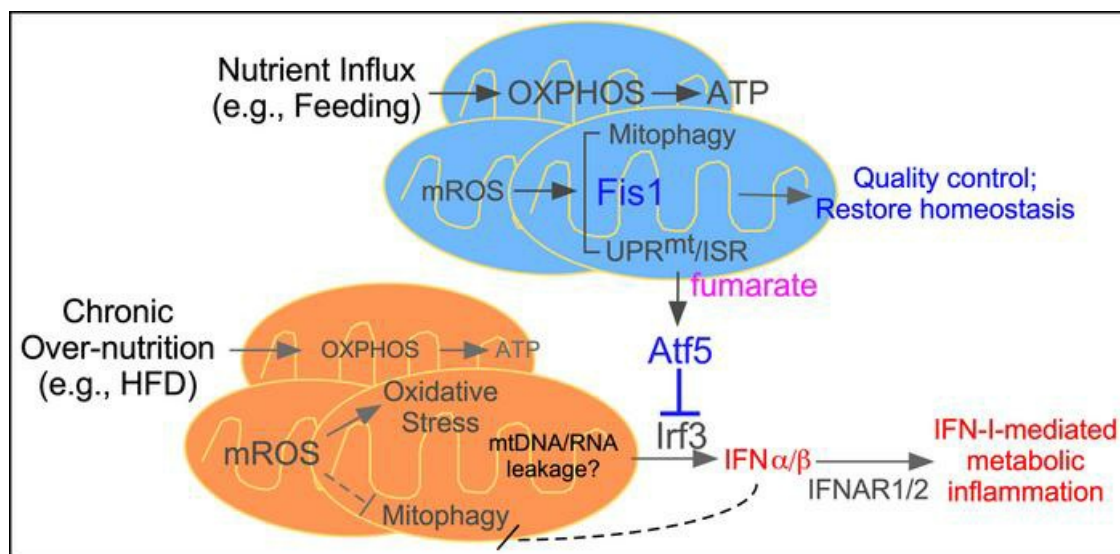 Nutrient Influx
(e.g., Feeding)
OXPHOS
ATP
Mitophagy
mROS
Fis1
Quality control;
Restore homeostasis
UPRmt/ISR
fumarate
Atf5
Irf3
Chronic
Over-nutrition
(e.g., HFD)
OXPHOS
ATP
Oxidative
Stress
mROS
mtDNA/RNA
leakage?
Mitophagy
IFNα/β
IFNAR1/2
IFN-I-mediated
metabolic
inflammation